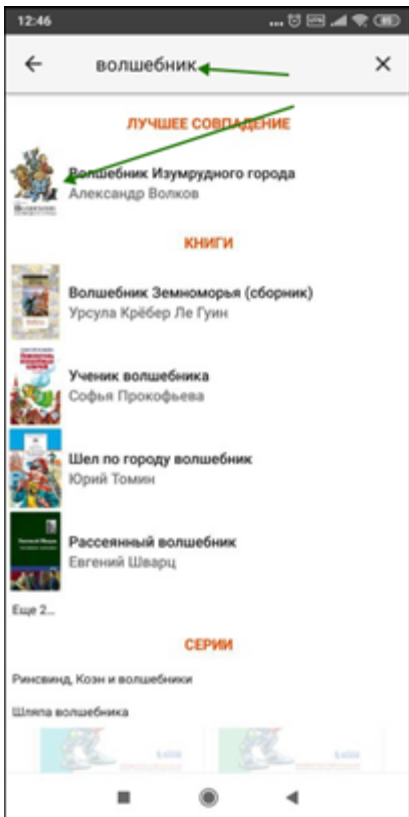 12:46
волшебник
ЛУЧШЕЕ СОВПАДЕНИЕ
Волшебник Изумрудного города
Александр Волков
КНИГИ
Волшебник Земноморья (сборник)
Урсула Крёбер Ле Гуин
Ученик волшебника
Софья Прокофьева
Шел по городу волшебник
Юрий Томин
Рассеянный волшебник
Евгений Шварц
Еще 2...
СЕРИИ
Ринсвинд, Коэн и волшебники
Шляпа волшебника